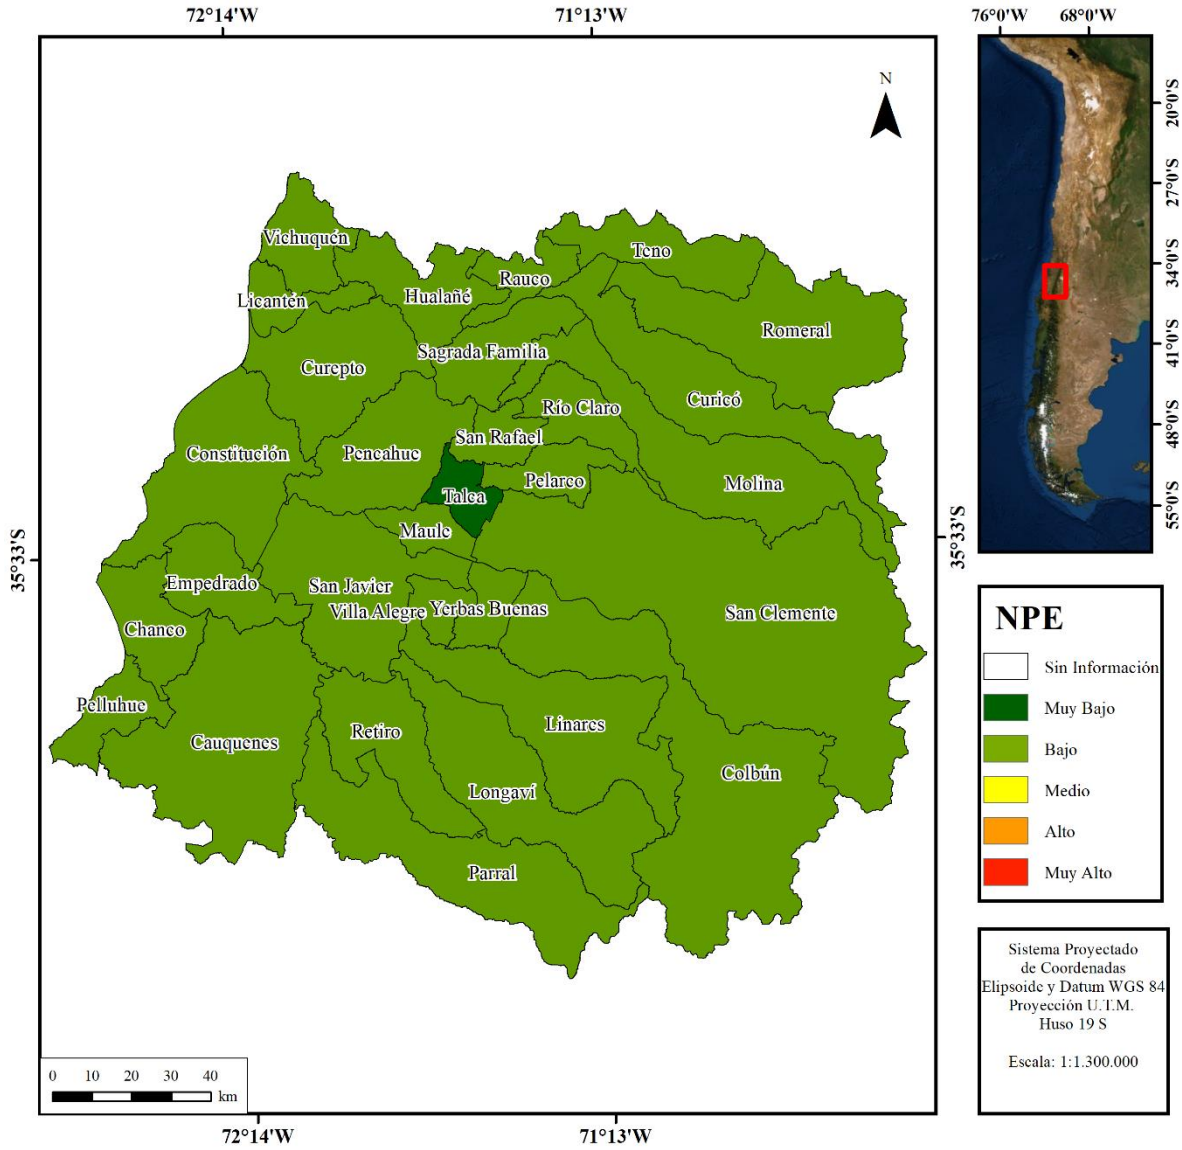 72°14'W
71°13'W
76°0'W
68°0'W
N
20°0'S
27°0'S
34°0'S
41°0'S
48°0'S
55°0'S
Vichuquén
Teno
Rauco
Licantén
Hualañé
Romeral
Sagrada Familia
Curepto
Curicó
Río Claro
San Rafael
Constitución
Pencahue
Pelarco
Molina
Talca
Maule
35°33'S
35°33'S
Empedrado
San Javier
Villa Alegre
Yerbas Buenas
San Clemente
Chanco
Pelluhue
Linares
Retiro
Cauquenes
Colbún
Longaví
Parral
NPE
Sin Información
Muy Bajo
Bajo
Medio
Alto
Muy Alto
Sistema Proyectado
de Coordenadas
Elipsoide y Datum WGS 84
Proyección U.T.M.
Huso 19 S
Escala: 1:1.300.000
0 10 20 30 40
km
72°14'W
71°13'W